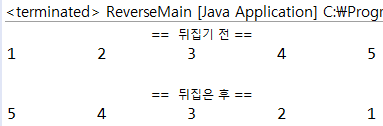 <terminated> ReverseMain [Java Application] C:\Progr
== 뒤집기 전 ==
1 2 3 4 5
== 뒤집은 후 ==
5 4 3 2 1